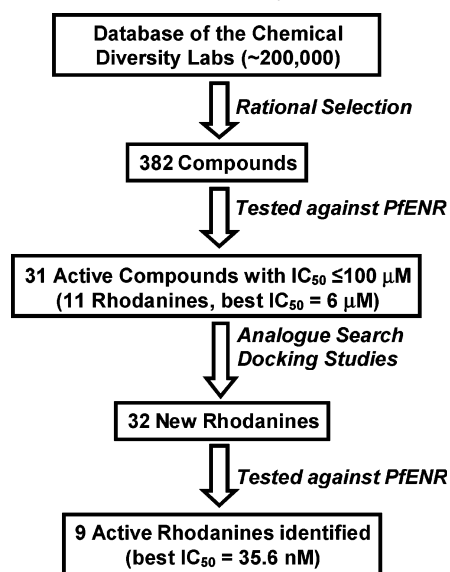 Database of the Chemical
Diversity Labs (~200,000)
Rational Selection
382 Compounds
Tested against PfENR
31 Active Compounds with IC₅₀ ≤100 μM
(11 Rhodanines, best IC₅₀ = 6 μM)
Analogue Search
Docking Studies
32 New Rhodanines
Tested against PfENR
9 Active Rhodanines identified
(best IC₅₀ = 35.6 nM)